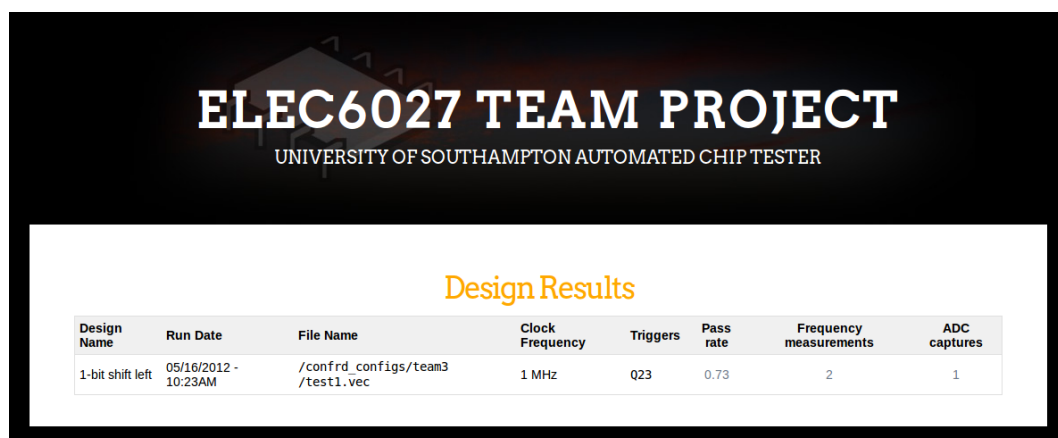 ELEC6027 TEAM PROJECT
UNIVERSITY OF SOUTHAMPTON AUTOMATED CHIP TESTER
Design Results
Design Name Run Date File Name Clock Frequency Triggers Pass rate Frequency measurements ADC captures
1-bit shift left 05/16/2012 - 10:23AM /confrd_configs/team3/test1.vec 1 MHz Q23 0.73 2 1